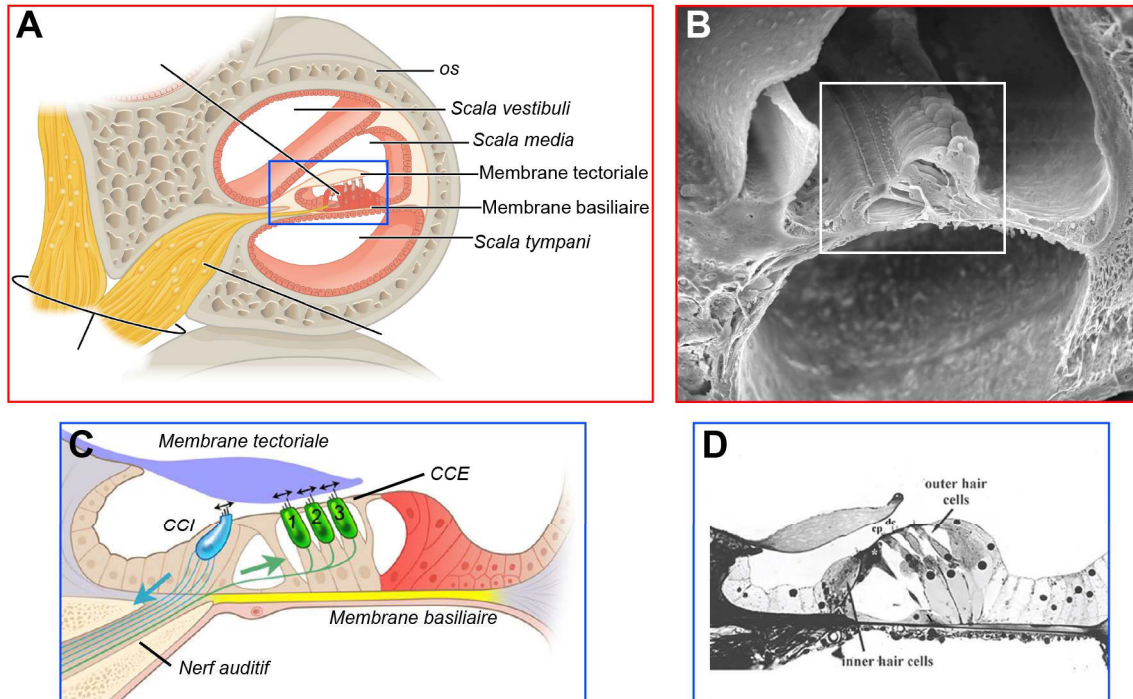 A
os
Scala vestibuli
Scala media
Membrane tectoriale
Membrane basiliaire
Scala tympani
B
C
Membrane tectoriale
CCE
CCI
1 2 3
Membrane basiliaire
Nerf auditif
D
outer hair
cells
dc
cp
inner hair cells